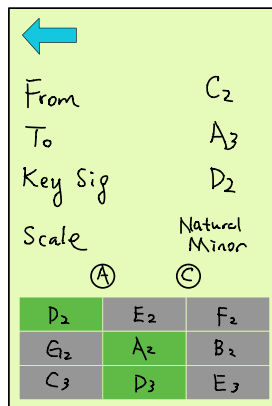 From C2
To A3
Key Sig D2
Scale Natural Minor
A C
D2 E2 F2
G2 A2 B2
C3 D3 E3